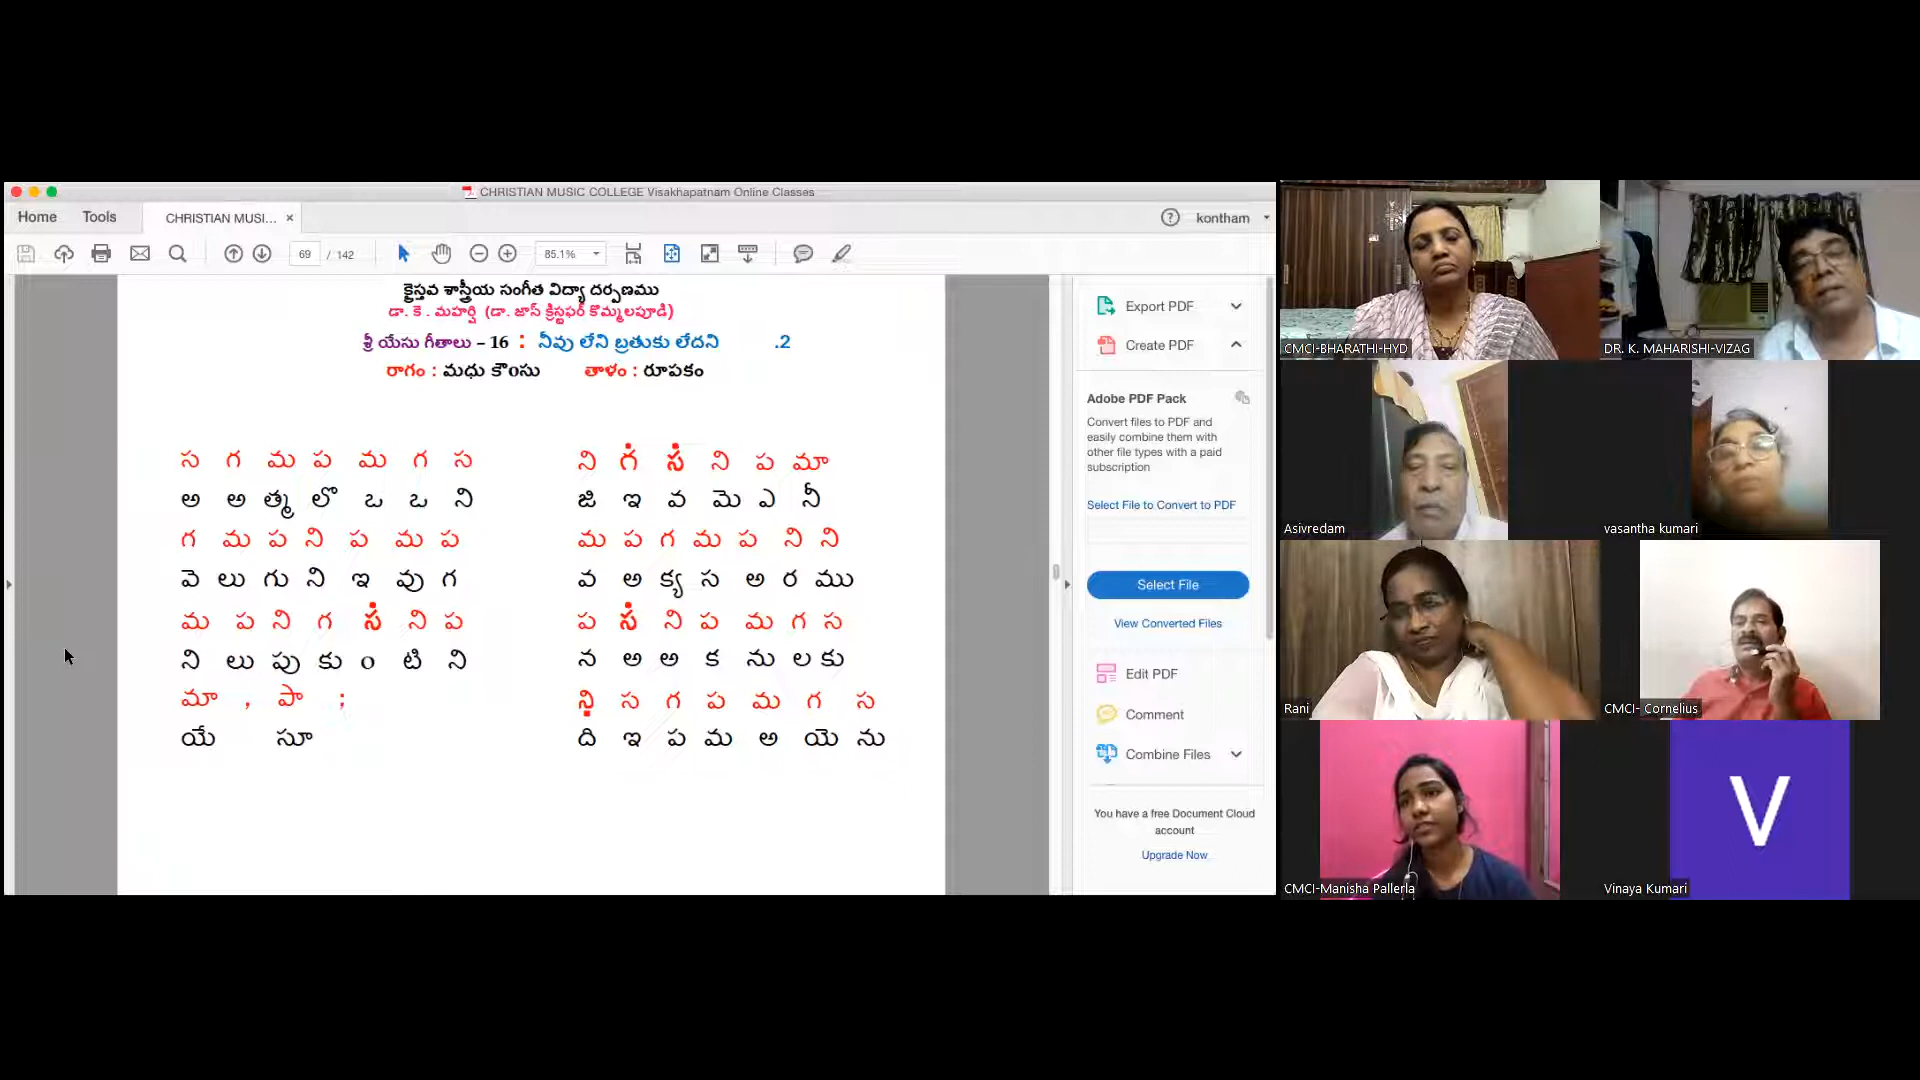 CHRISTIAN MUSIC COLLEGE Visakhapatnam Online Classes
Home Tools CHRISTIAN MUSI... × kontham
69 / 142 85.1%
క్రైస్తవ శాస్త్రీయ సంగీత విద్యా దర్పణము
డా. కె . మహర్షి (డా. జాన్ క్రిస్టఫర్ కొమ్మలపూడి)
శ్రీ యేసు గీతాలు – 16 : నీవు లేని బ్రతుకు లేదని .2
రాగం : మధు కౌంసు తాళం : రూపకం
స గ మ ప మ గ స
అ అ త్మ లొ ఒ ఒ ని
గ మ ప ని ప మ ప
వె లు గు ని ఇ వు గ
మ ప ని గ స̇ ని ప
ని లు పు కు ం టి ని
మా , పా ;
యే సూ
ని గ̇ స̇ ని ప మా
జి ఇ వ మె ఎ నీ
మ ప గ మ ప ని ని
వ అ క్య స అ ర ము
ప స̇ ని ప మ గ స
న అ అ క ను ల కు
ని̣ స గ ప మ గ స
ది ఇ ప మ అ యె ను
Export PDF
Create PDF
Adobe PDF Pack
Convert files to PDF and
easily combine them with
other file types with a paid
subscription
Select File to Convert to PDF
Select File
View Converted Files
Edit PDF
Comment
Combine Files
You have a free Document Cloud
account
Upgrade Now
CMCI-BHARATHI-HYD
DR. K. MAHARISHI-VIZAG
Asivredam
vasantha kumari
Rani
CMCI- Cornelius
CMCI-Manisha Pallerla
V
Vinaya Kumari